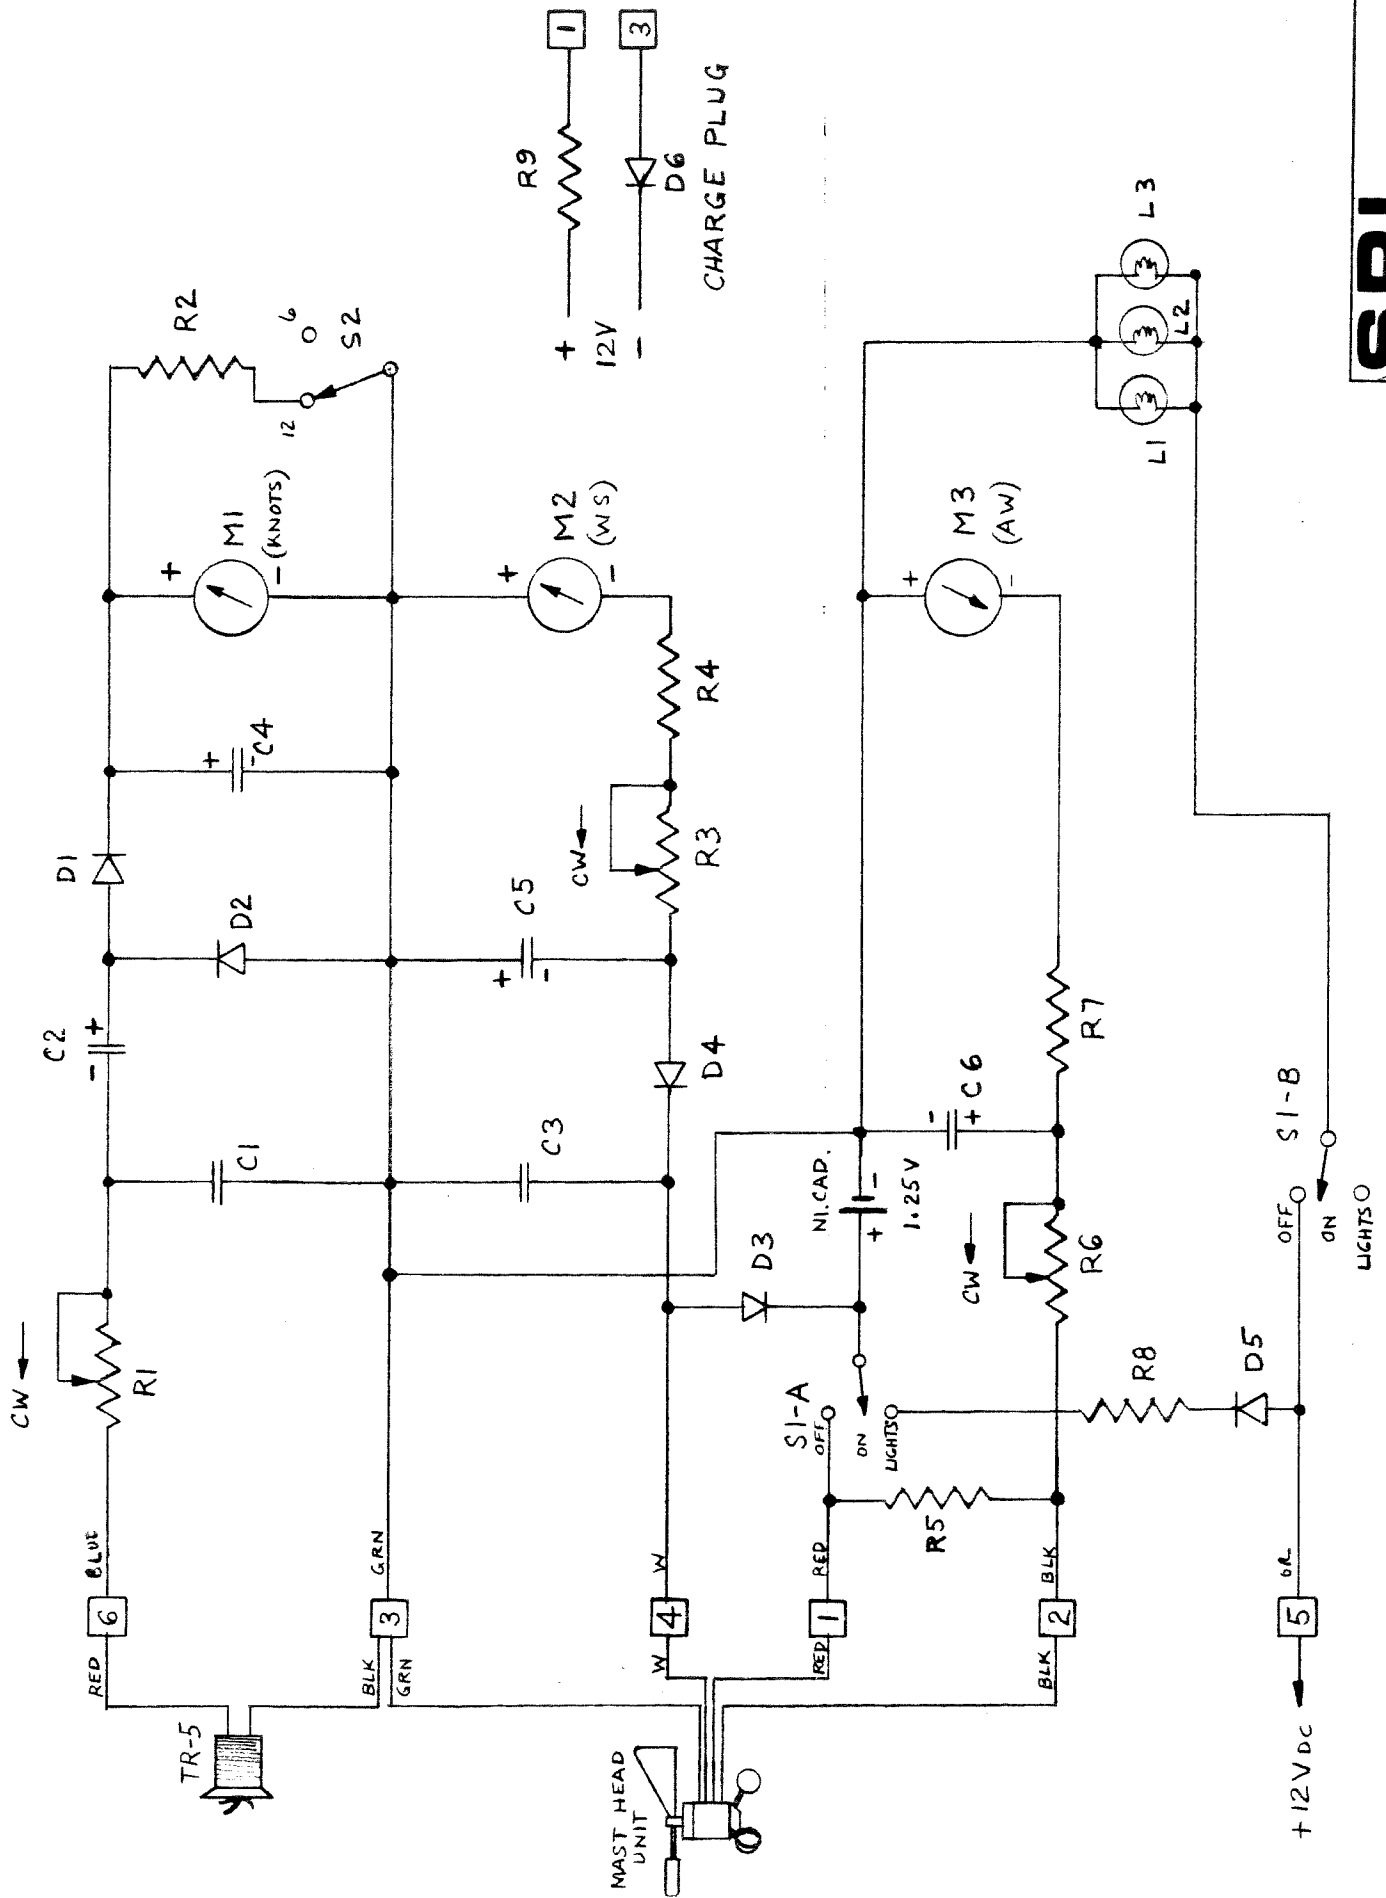 TR-5
RED
6
BLUE
CW
R1
C2
- +
D1
D2
C1
C4
+
-
M1
(KNOTS)
+
-
R2
12
6
S2
BLK
GRN
3
GRN
C3
C5
+
-
M2
(WS)
+
-
R4
CW
R3
D4
W
4
W
MAST HEAD
UNIT
RED
1
RED
BLK
2
BLK
S1-A
OFF
ON
LIGHTS
D3
NI.CAD.
+ -
1.25V
R5
CW
R6
-
+ C6
R7
M3
(AW)
+
-
R8
D5
+12VDC
5
OR
OFF
ON
LIGHTS
S1-B
L1
L2
L3
+
12V
-
R9
D6
1
3
CHARGE PLUG